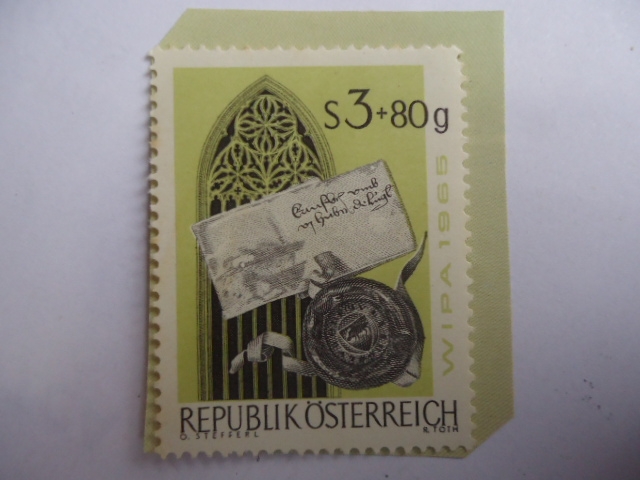 S3+80g
WIPA 1965
REPUBLIK ÖSTERREICH
O. STEFFERL R. TOTH